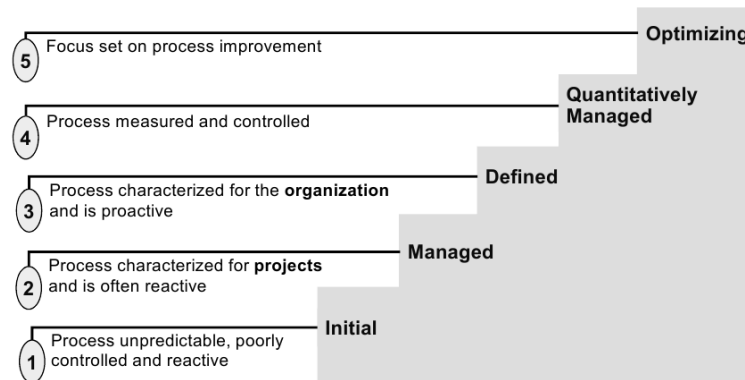 Optimizing
5 Focus set on process improvement
Quantitatively
Managed
4 Process measured and controlled
Defined
3 Process characterized for the organization
and is proactive
Managed
2 Process characterized for projects
and is often reactive
Initial
1 Process unpredictable, poorly
controlled and reactive